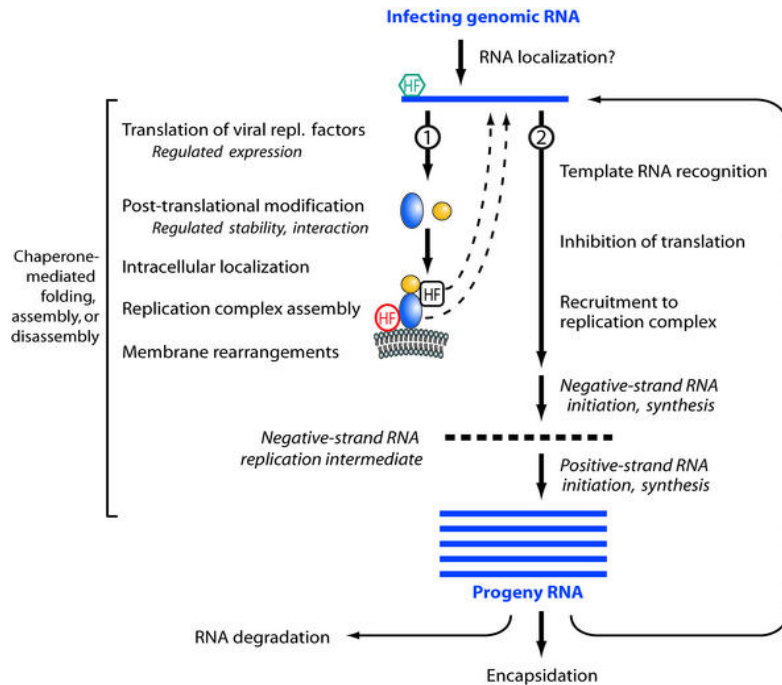 Infecting genomic RNA
RNA localization?
HF
Translation of viral repl. factors
Regulated expression
1
2
Template RNA recognition
Post-translational modification
Regulated stability, interaction
Inhibition of translation
Chaperone-
mediated
folding,
assembly, or
disassembly
Intracellular localization
HF
Replication complex assembly
HF
Recruitment to
replication complex
Membrane rearrangements
Negative-strand RNA
initiation, synthesis
Negative-strand RNA
replication intermediate
Positive-strand RNA
initiation, synthesis
Progeny RNA
RNA degradation
Encapsidation